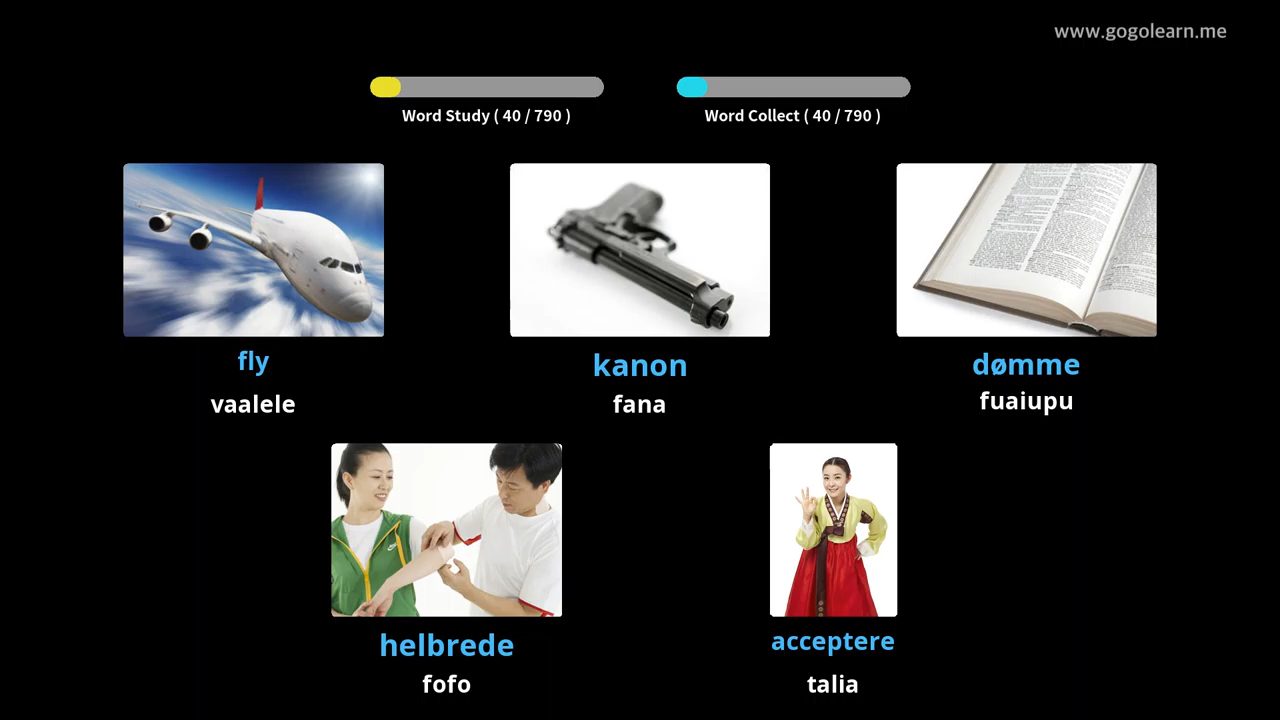 www.gogolearn.me
Word Study ( 40 / 790 )
Word Collect ( 40 / 790 )
fly
vaalele
kanon
fana
dømme
fuaiupu
helbrede
fofo
acceptere
talia